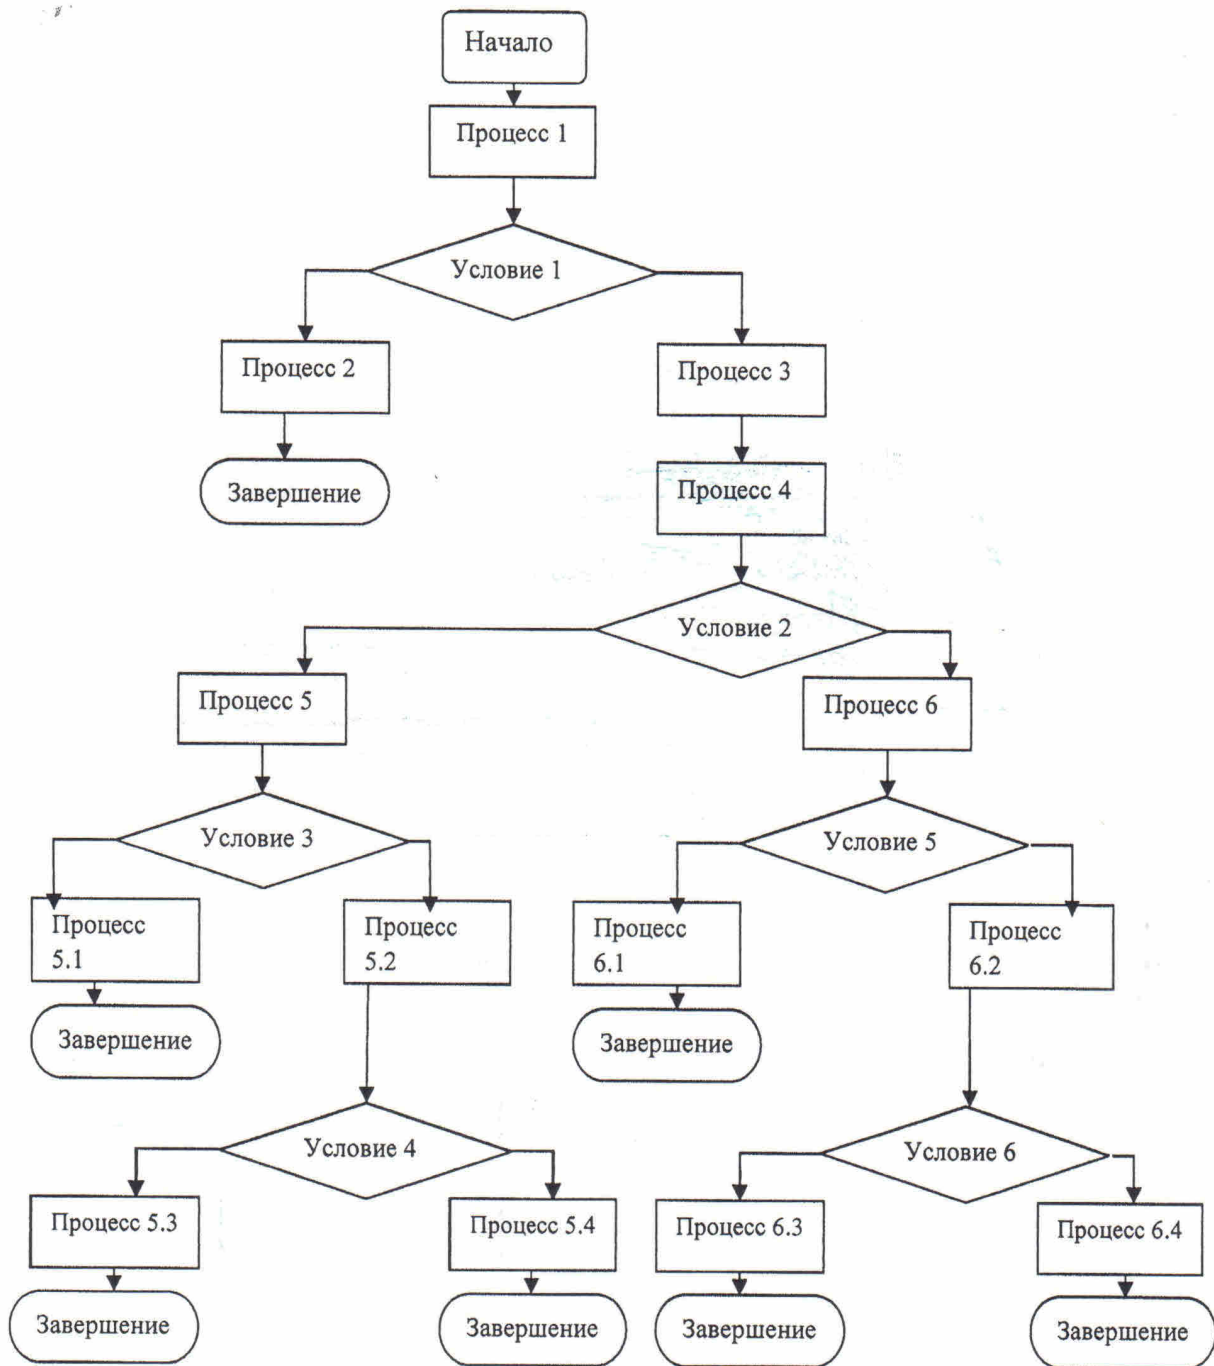 Начало
Процесс 1
Условие 1
Процесс 2
Процесс 3
Завершение
Процесс 4
Условие 2
Процесс 5
Процесс 6
Условие 3
Условие 5
Процесс
5.1
Процесс
5.2
Процесс
6.1
Процесс
6.2
Завершение
Завершение
Условие 4
Условие 6
Процесс 5.3
Процесс 5.4
Процесс 6.3
Процесс 6.4
Завершение
Завершение
Завершение
Завершение